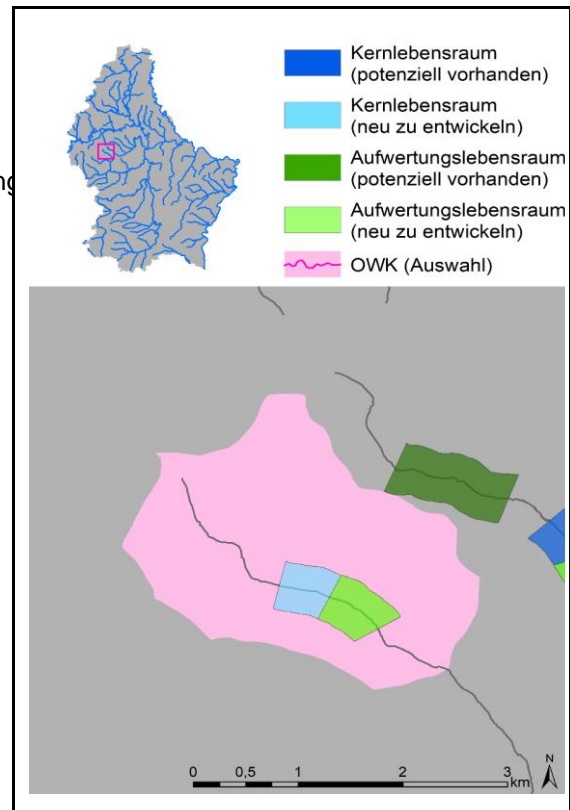 Kernlebensraum
(potenziell vorhanden)
Kernlebensraum
(neu zu entwickeln)
Aufwertungslebensraum
(potenziell vorhanden)
Aufwertungslebensraum
(neu zu entwickeln)
OWK (Auswahl)
0 0,5 1 2 3
km
N